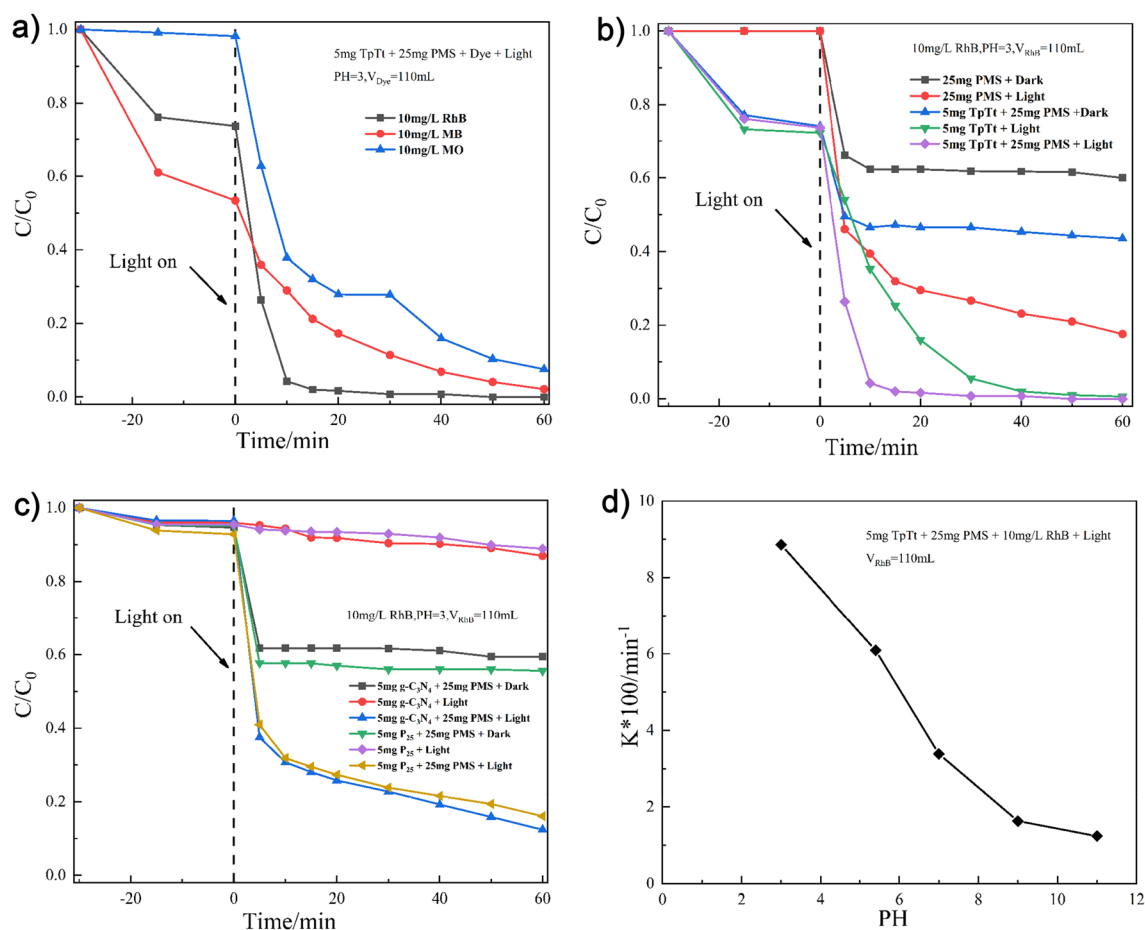 a)
5mg TpTt + 25mg PMS + Dye + Light
PH=3,V_Dye=110mL
10mg/L RhB
10mg/L MB
10mg/L MO
Light on
C/C₀
1.0
0.8
0.6
0.4
0.2
0.0
-20 0 20 40 60
Time/min
b)
10mg/L RhB,PH=3,V_RhB=110mL
25mg PMS + Dark
25mg PMS + Light
5mg TpTt + 25mg PMS +Dark
5mg TpTt + Light
5mg TpTt + 25mg PMS + Light
Light on
C/C₀
1.0
0.8
0.6
0.4
0.2
0.0
-20 0 20 40 60
Time/min
c)
Light on
10mg/L RhB,PH=3,V_RhB=110mL
5mg g-C₃N₄ + 25mg PMS + Dark
5mg g-C₃N₄ + Light
5mg g-C₃N₄ + 25mg PMS + Light
5mg P₂₅ + 25mg PMS + Dark
5mg P₂₅ + Light
5mg P₂₅ + 25mg PMS + Light
C/C₀
1.0
0.8
0.6
0.4
0.2
0.0
-20 0 20 40 60
Time/min
d)
5mg TpTt + 25mg PMS + 10mg/L RhB + Light
V_RhB=110mL
K*100/min⁻¹
10
8
6
4
2
0
0 2 4 6 8 10 12
PH